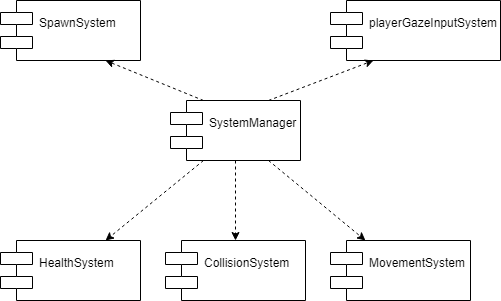 SpawnSystem
playerGazeInputSystem
SystemManager
HealthSystem
CollisionSystem
MovementSystem